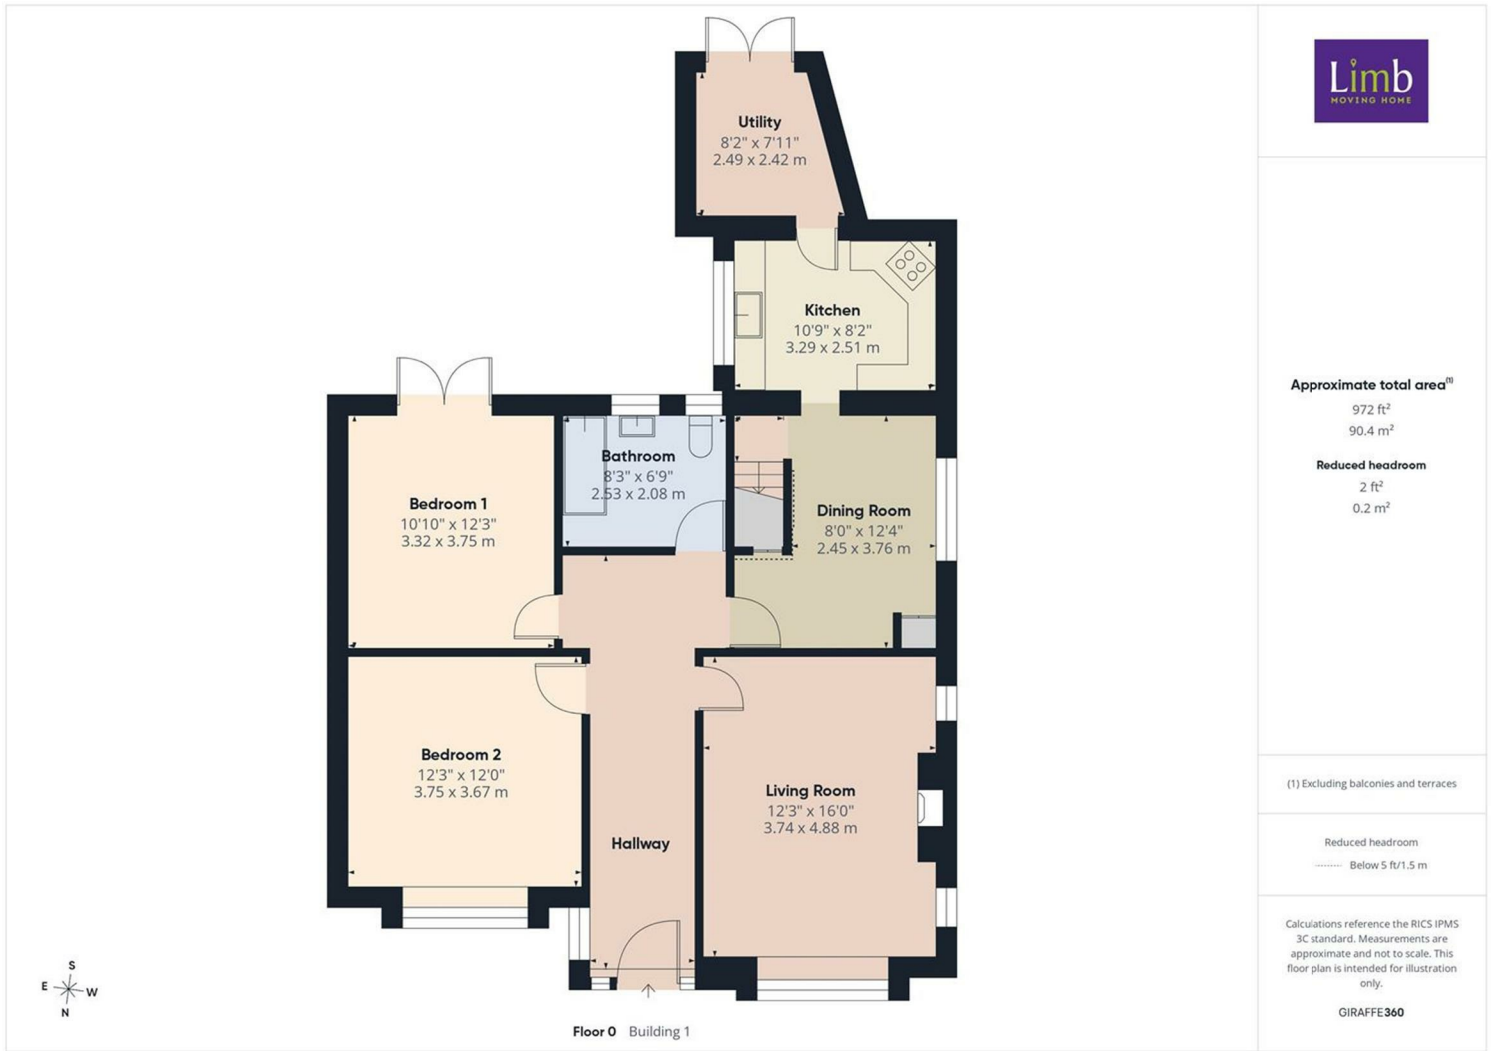 Utility
8'2" x 7'11"
2.49 x 2.42 m
Kitchen
10'9" x 8'2"
3.29 x 2.51 m
Bedroom 1
10'10" x 12'3"
3.32 x 3.75 m
Bathroom
8'3" x 6'9"
2.53 x 2.08 m
Dining Room
8'0" x 12'4"
2.45 x 3.76 m
Bedroom 2
12'3" x 12'0"
3.75 x 3.67 m
Hallway
Living Room
12'3" x 16'0"
3.74 x 4.88 m
S
E
W
N
Floor 0 Building 1
Limb
MOVING HOME
Approximate total area(1)
972 ft²
90.4 m²
Reduced headroom
2 ft²
0.2 m²
(1) Excluding balconies and terraces
Reduced headroom
Below 5 ft/1.5 m
Calculations reference the RICS IPMS
3C standard. Measurements are
approximate and not to scale. This
floor plan is intended for illustration
only.
GIRAFFE360